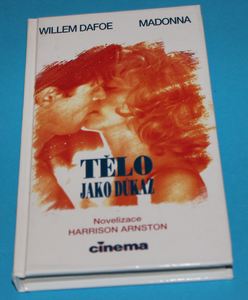 WILLEM DAFOE MADONNA
TĚLO
JAKO DŮKAZ
Novelizace
HARRISON ARNSTON
cinema